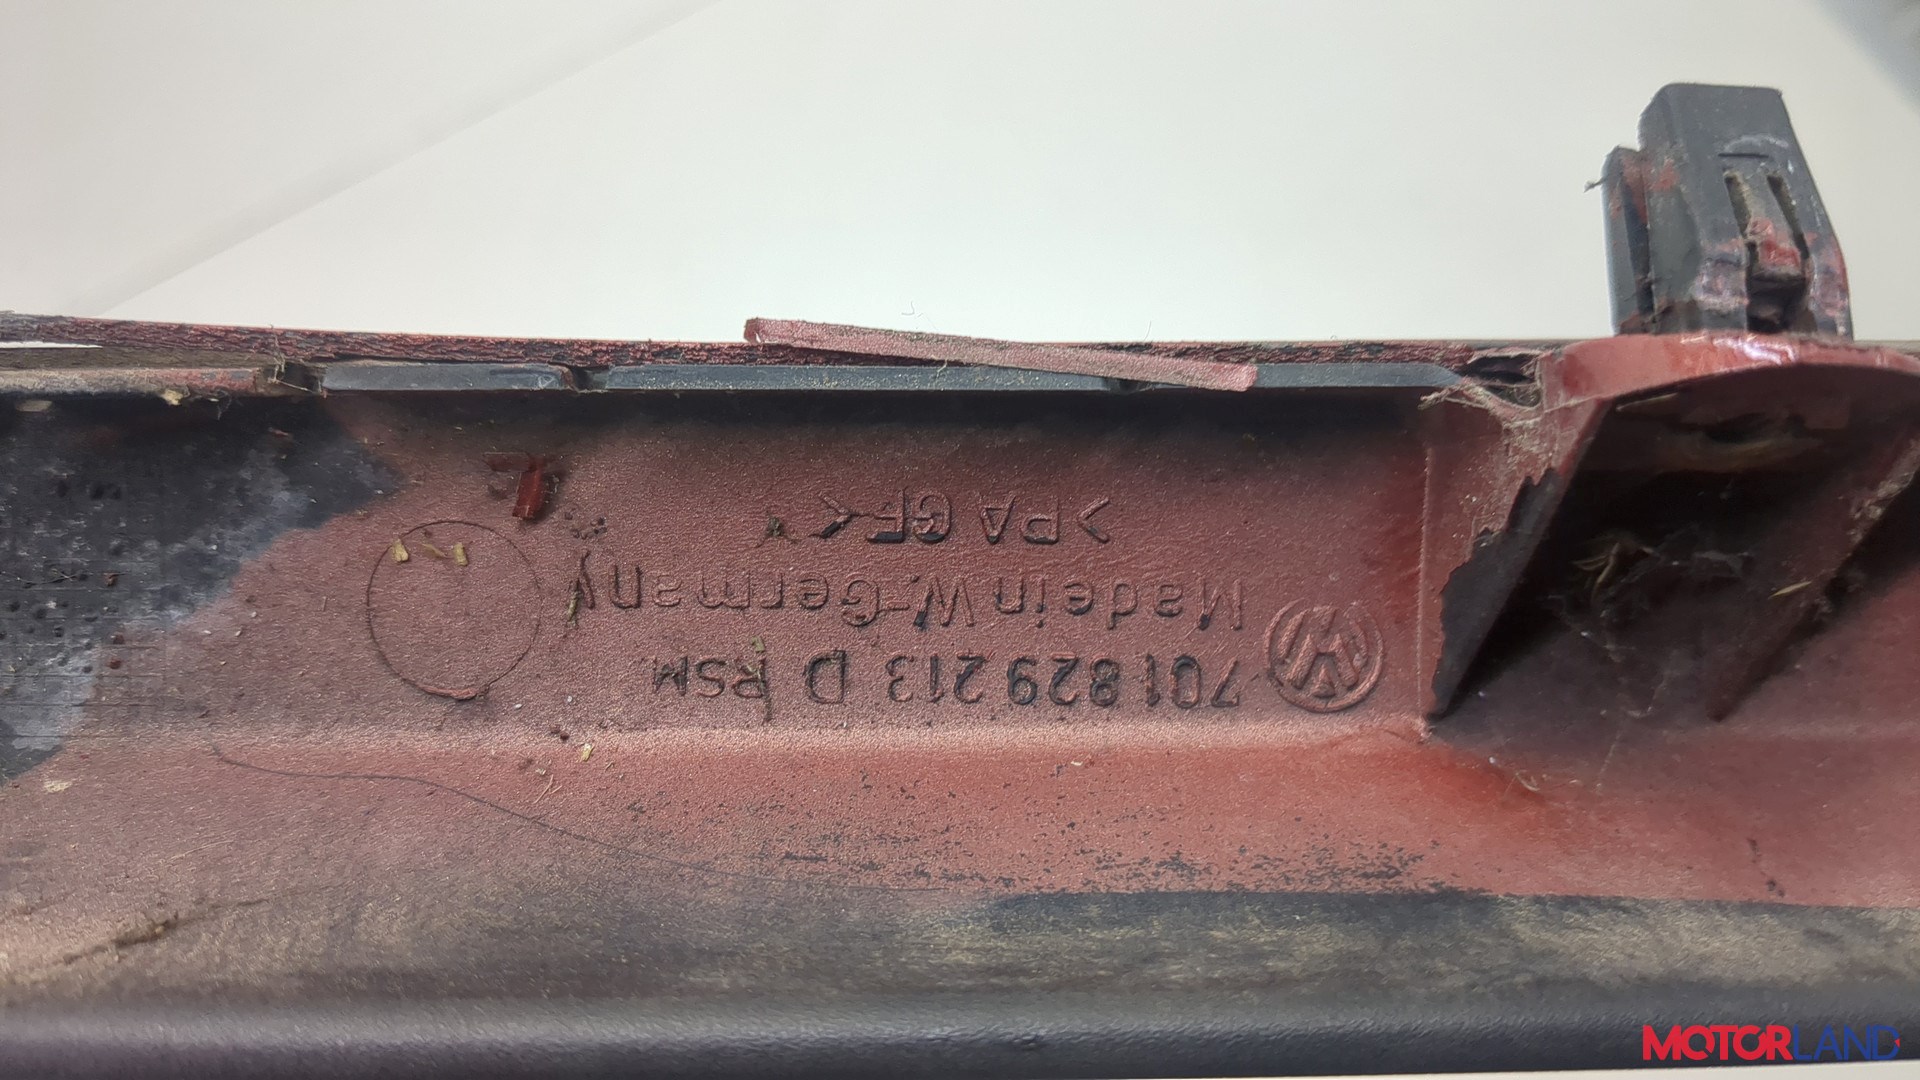 701 829 213 D RSM
Made in W.-Germany
>PA GF<
MOTORLAND